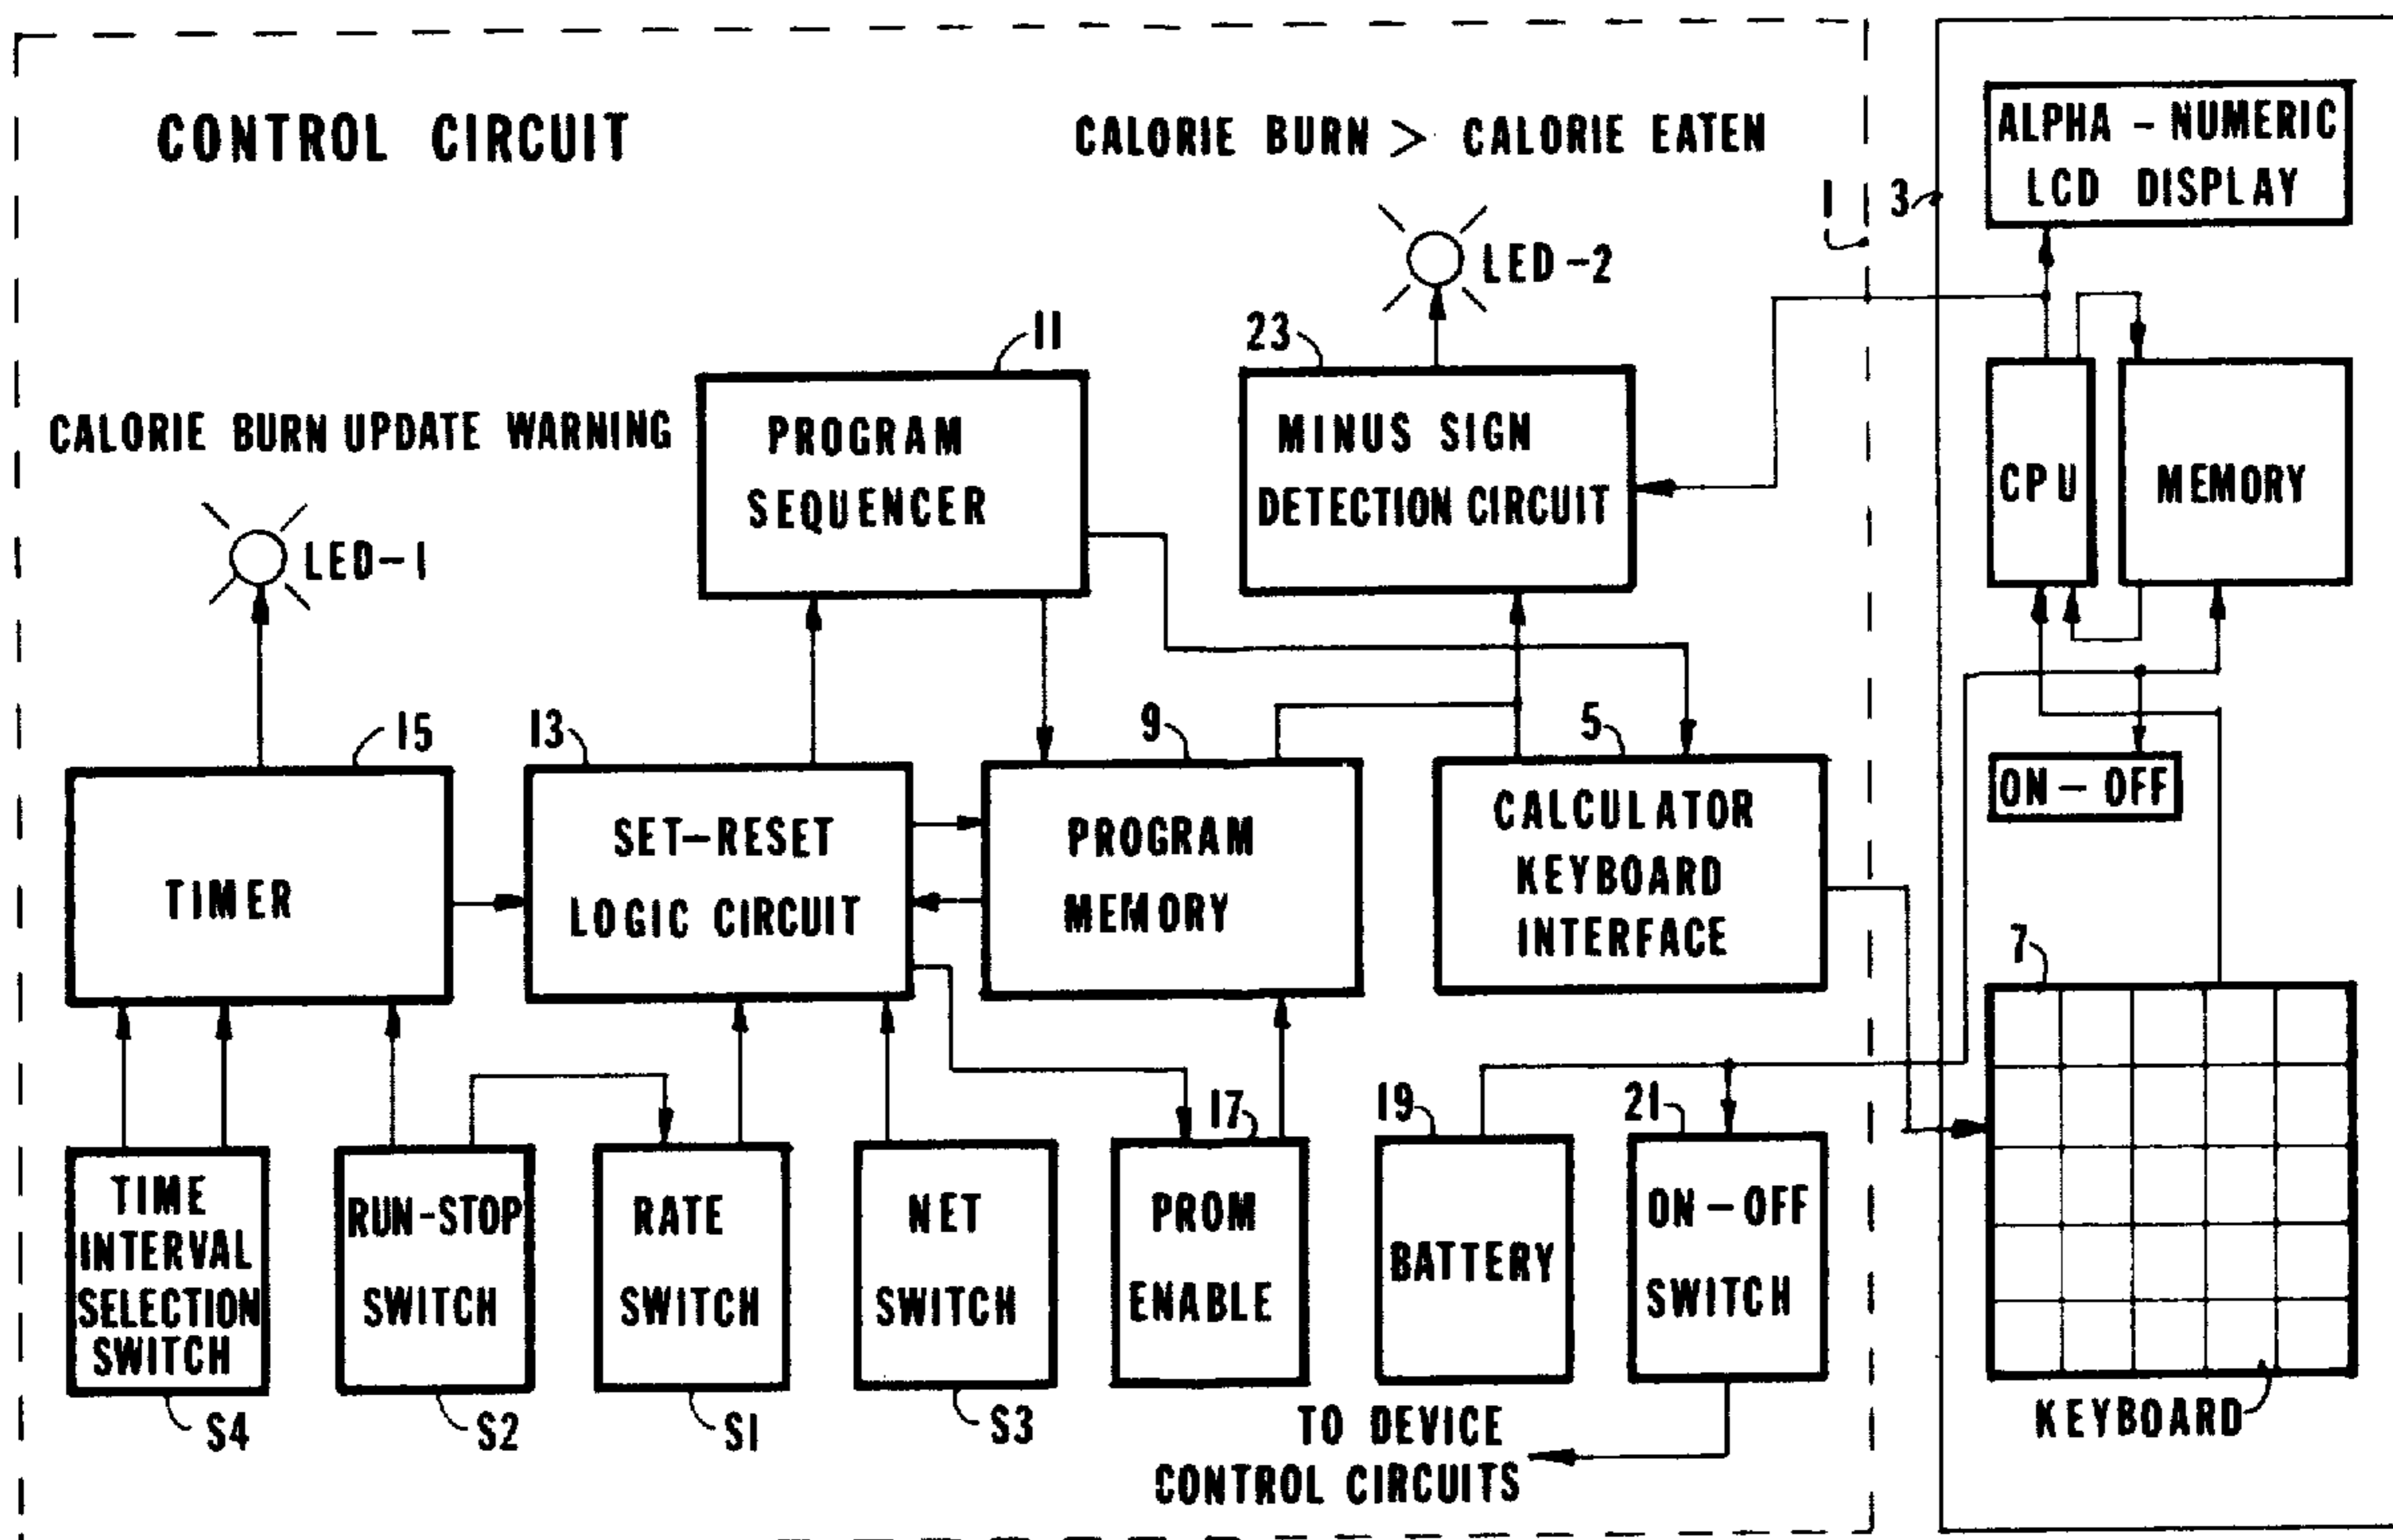 CONTROL CIRCUIT
CALORIE BURN > CALORIE EATEN
ALPHA - NUMERIC
LCD DISPLAY
1
3
LED-2
11
23
CALORIE BURN UPDATE WARNING
PROGRAM
SEQUENCER
MINUS SIGN
DETECTION CIRCUIT
CPU
MEMORY
LED-1
15
13
9
5
TIMER
SET-RESET
LOGIC CIRCUIT
PROGRAM
MEMORY
CALCULATOR
KEYBOARD
INTERFACE
ON-OFF
7
17
19
21
TIME
INTERVAL
SELECTION
SWITCH
RUN-STOP
SWITCH
RATE
SWITCH
NET
SWITCH
PROM
ENABLE
BATTERY
ON-OFF
SWITCH
S4
S2
S1
S3
TO DEVICE
CONTROL CIRCUITS
KEYBOARD